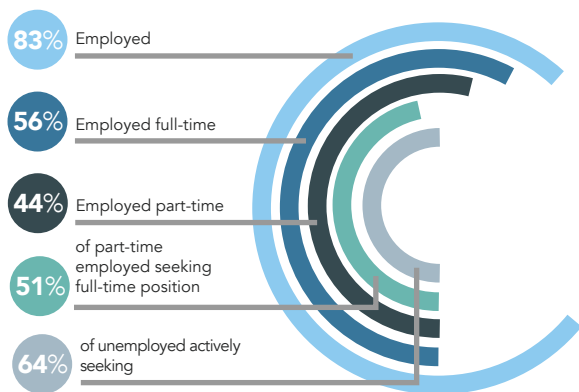 83% Employed
56% Employed full-time
44% Employed part-time
of part-time
employed seeking
51% full-time position
of unemployed actively
64% seeking